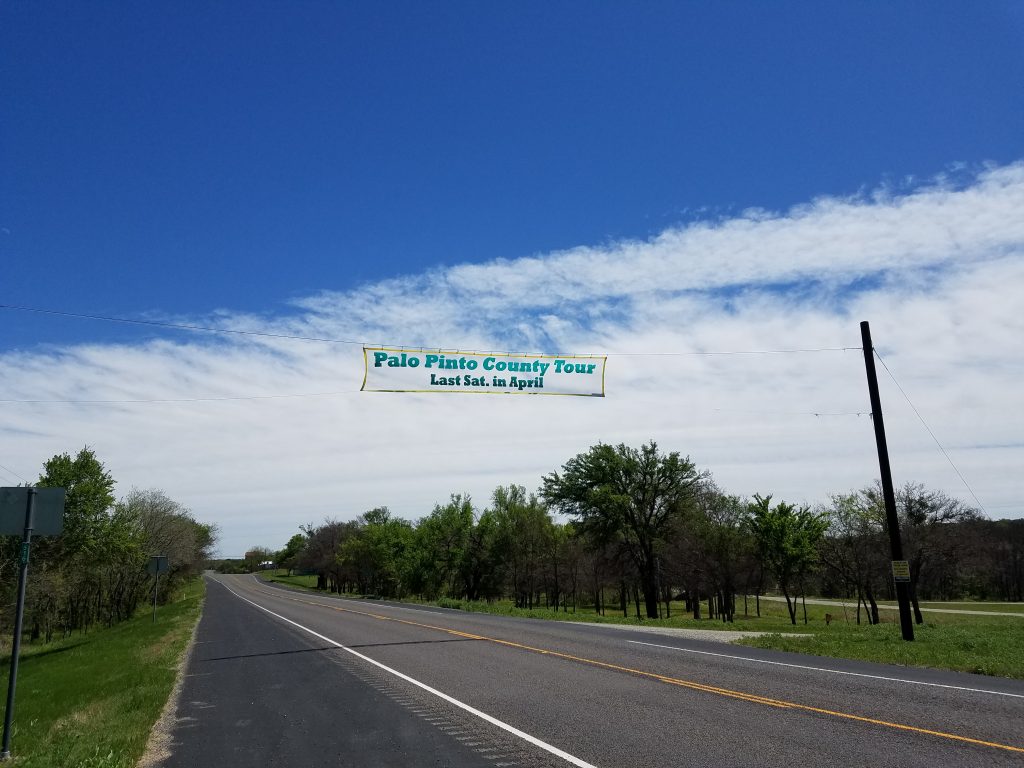 Palo Pinto County Tour
Last Sat. in April